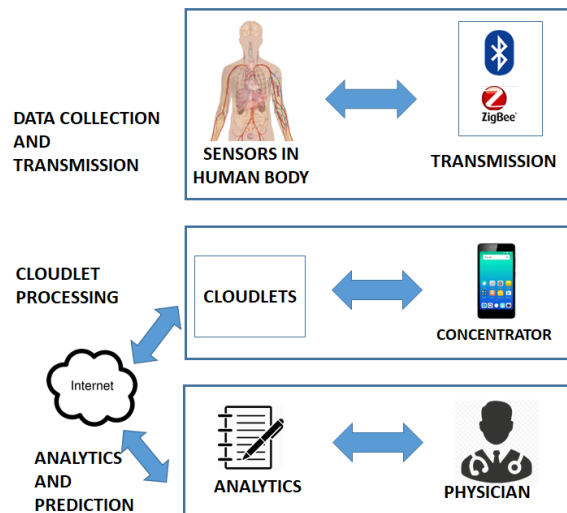 DATA COLLECTION
AND
TRANSMISSION
SENSORS IN
HUMAN BODY
ZigBee
TRANSMISSION
CLOUDLET
PROCESSING
CLOUDLETS
CONCENTRATOR
Internet
ANALYTICS
AND
PREDICTION
ANALYTICS
PHYSICIAN